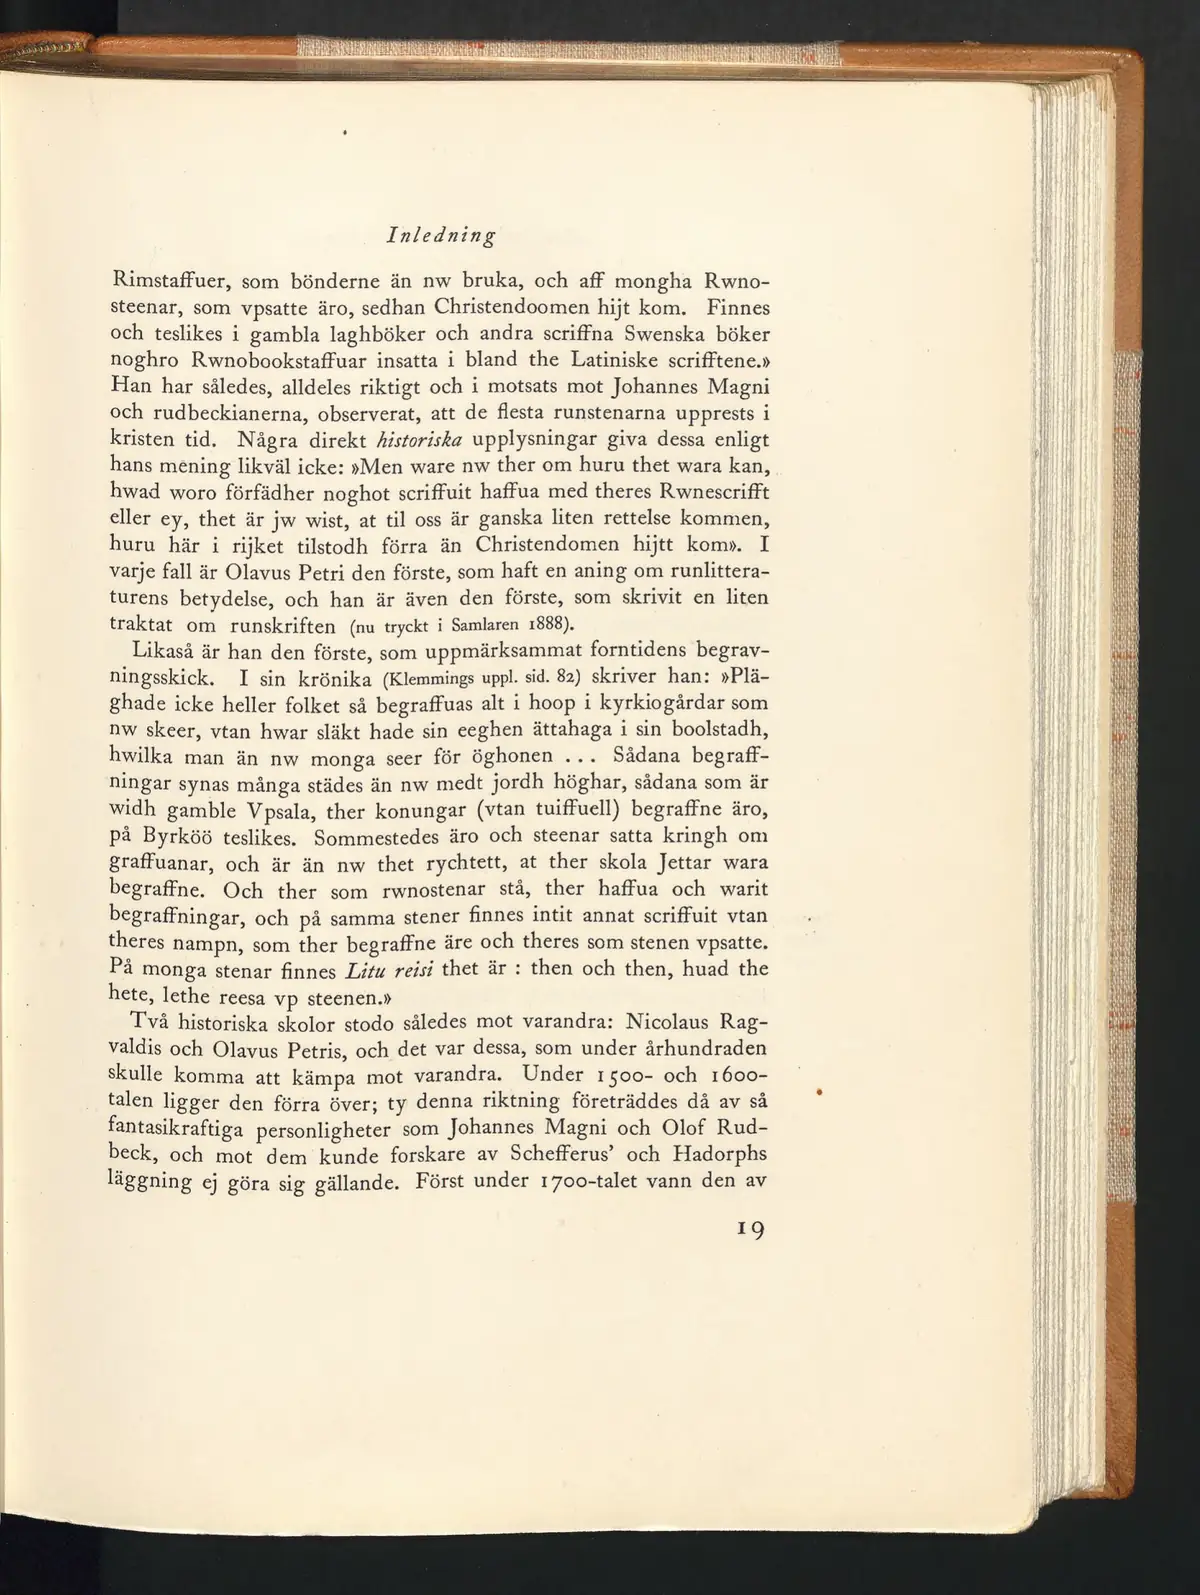 Inledning
Rimstaffuer, som bönderne än nw bruka, och aff mongha Rwno-
steenar, som vpsatte äro, sedhan Christendoomen hijt kom. Finnes
och teslikes i gambla laghböker och andra scriffna Swenska böker
noghro Rwnobookstaffuar insatta i bland the Latiniske scrifftene.»
Han har således, alldeles riktigt och i motsats mot Johannes Magni
och rudbeckianerna, observerat, att de flesta runstenarna upprests i
kristen tid. Några direkt historiska upplysningar giva dessa enligt
hans mening likväl icke: »Men ware nw ther om huru thet wara kan,
hwad woro förfädher noghot scriffuit haffua med theres Rwnescrifft
eller ey, thet är jw wist, at til oss är ganska liten rettelse kommen,
huru här i rijket tilstodh förra än Christendomen hijtt kom». I
varje fall är Olavus Petri den förste, som haft en aning om runlittera-
turens betydelse, och han är även den förste, som skrivit en liten
traktat om runskriften (nu tryckt i Samlaren 1888).
Likaså är han den förste, som uppmärksammat forntidens begrav-
ningsskick. I sin krönika (Klemmings uppl. sid. 82) skriver han: »Plä-
ghade icke heller folket så begraffuas alt i hoop i kyrkiogårdar som
nw skeer, vtan hwar släkt hade sin eeghen ättahaga i sin boolstadh,
hwilka man än nw monga seer för öghonen ... Sådana begraff-
ningar synas många städes än nw medt jordh höghar, sådana som är
widh gamble Vpsala, ther konungar (vtan tuiffuell) begraffne äro,
på Byrköö teslikes. Sommestedes äro och steenar satta kringh om
graffuanar, och är än nw thet rychtett, at ther skola Jettar wara
begraffne. Och ther som rwnostenar stå, ther haffua och warit
begraffningar, och på samma stener finnes intit annat scriffuit vtan
theres nampn, som ther begraffne äre och theres som stenen vpsatte.
På monga stenar finnes Litu reisi thet är : then och then, huad the
hete, lethe reesa vp steenen.»
Två historiska skolor stodo således mot varandra: Nicolaus Rag-
valdis och Olavus Petris, och det var dessa, som under århundraden
skulle komma att kämpa mot varandra. Under 1500- och 1600-
talen ligger den förra över; ty denna riktning företräddes då av så
fantasikraftiga personligheter som Johannes Magni och Olof Rud-
beck, och mot dem kunde forskare av Schefferus’ och Hadorphs
läggning ej göra sig gällande. Först under 1700-talet vann den av
19